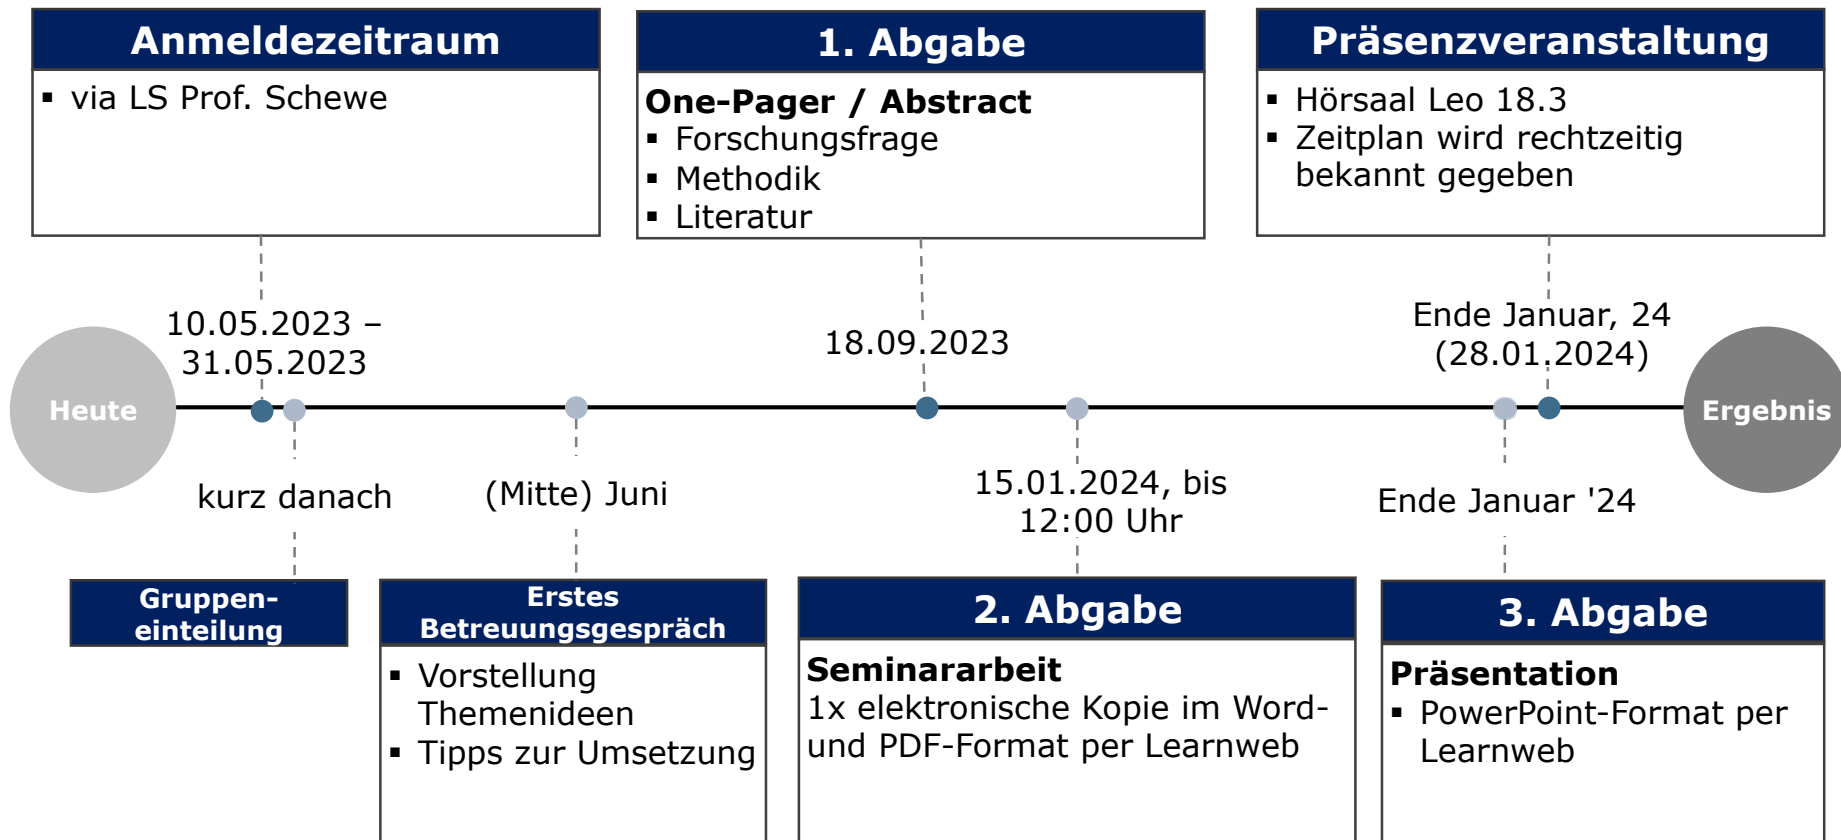 Anmeldezeitraum
▪ via LS Prof. Schewe
1. Abgabe
One-Pager / Abstract
▪ Forschungsfrage
▪ Methodik
▪ Literatur
Präsenzveranstaltung
▪ Hörsaal Leo 18.3
▪ Zeitplan wird rechtzeitig
bekannt gegeben
10.05.2023 –
31.05.2023
18.09.2023
Ende Januar, 24
(28.01.2024)
Heute
Ergebnis
kurz danach
(Mitte) Juni
15.01.2024, bis
12:00 Uhr
Ende Januar '24
Gruppen-
einteilung
Erstes
Betreuungsgespräch
▪ Vorstellung
Themenideen
▪ Tipps zur Umsetzung
2. Abgabe
Seminararbeit
1x elektronische Kopie im Word-
und PDF-Format per Learnweb
3. Abgabe
Präsentation
▪ PowerPoint-Format per
Learnweb